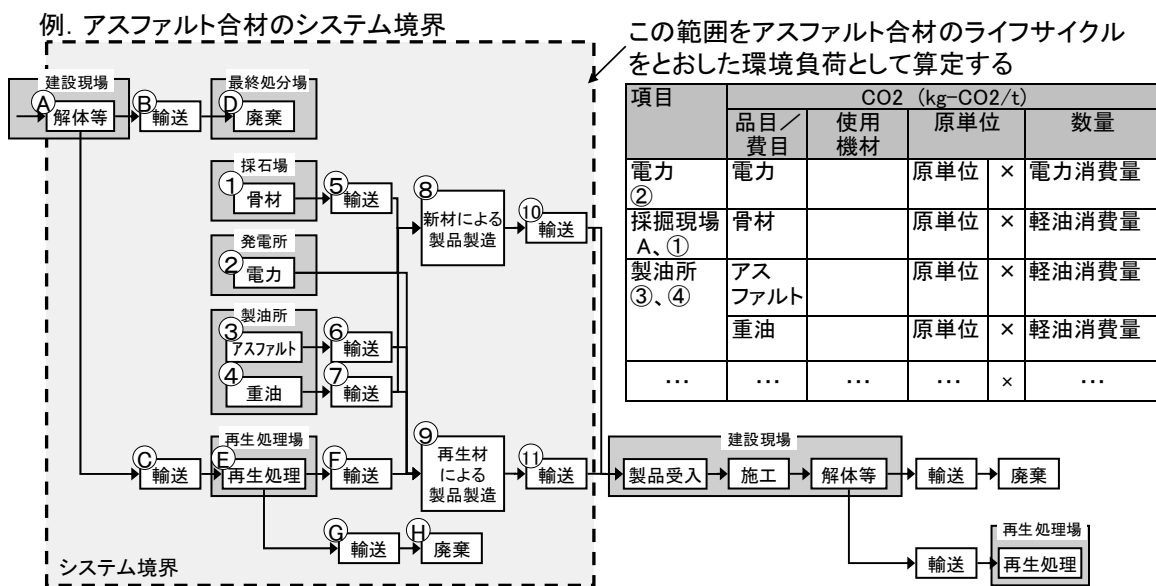 例. アスファルト合材のシステム境界
この範囲をアスファルト合材のライフサイクル
をとおした環境負荷として算定する
建設現場
Ⓐ
解体等
Ⓑ
輸送
最終処分場
Ⓓ
廃棄
採石場
①
骨材
⑤
輸送
⑧
新材による
製品製造
⑩
輸送
発電所
②
電力
製油所
③
アスファルト
⑥
輸送
④
重油
⑦
輸送
Ⓒ
輸送
再生処理場
Ⓔ
再生処理
Ⓕ
輸送
⑨
再生材
による
製品製造
⑪
輸送
Ⓖ
輸送
Ⓗ
廃棄
システム境界
項目
CO2 (kg-CO2/t)
品目／
費目
使用
機材
原単位
数量
電力
②
電力
原単位 × 電力消費量
採掘現場
A、①
骨材
原単位 × 軽油消費量
製油所
③、④
アス
ファルト
原単位 × 軽油消費量
重油
原単位 × 軽油消費量
… … … … × …
建設現場
製品受入
施工
解体等
輸送
廃棄
輸送
再生処理場
再生処理